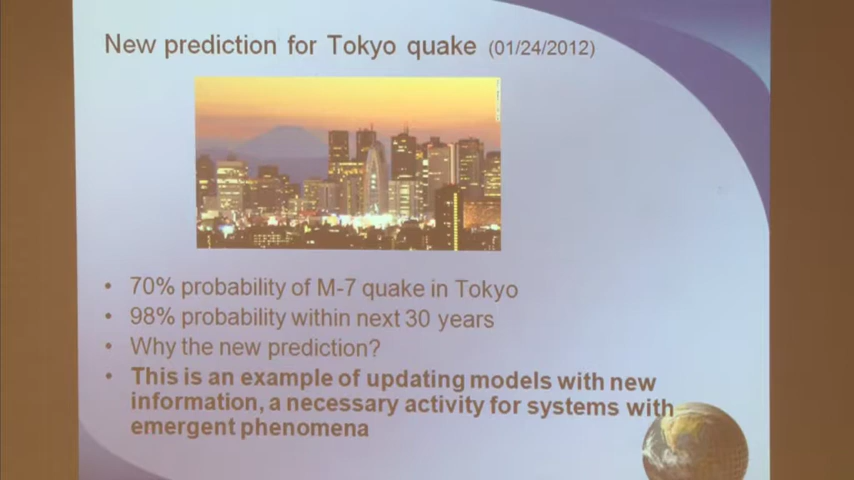 New prediction for Tokyo quake (01/24/2012)
• 70% probability of M-7 quake in Tokyo
• 98% probability within next 30 years
• Why the new prediction?
• This is an example of updating models with new
information, a necessary activity for systems with
emergent phenomena